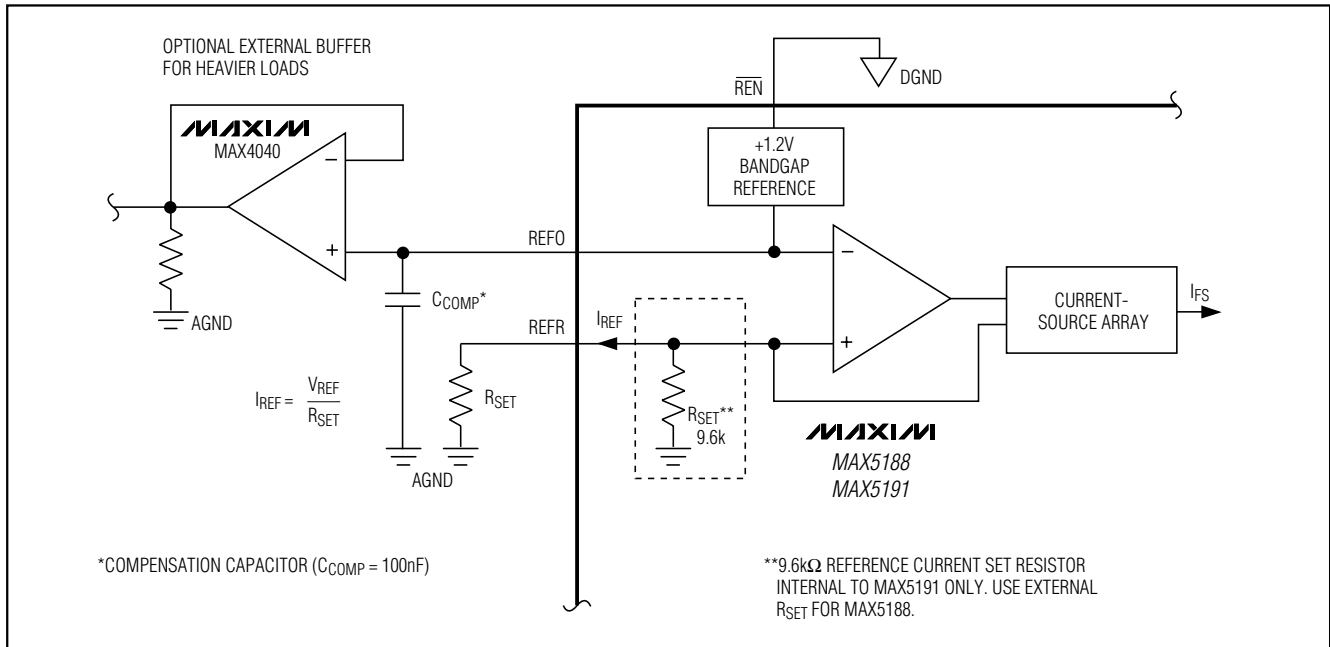 OPTIONAL EXTERNAL BUFFER
FOR HEAVIER LOADS
MAXIM
MAX4040
−
+
AGND
CCOMP*
REFO
REFR
IREF
IREF = VREF
RSET
RSET
AGND
REN
DGND
+1.2V
BANDGAP
REFERENCE
−
+
RSET**
9.6k
CURRENT-
SOURCE ARRAY
IFS
MAXIM
MAX5188
MAX5191
*COMPENSATION CAPACITOR (CCOMP = 100nF)
**9.6kΩ REFERENCE CURRENT SET RESISTOR
INTERNAL TO MAX5191 ONLY. USE EXTERNAL
RSET FOR MAX5188.